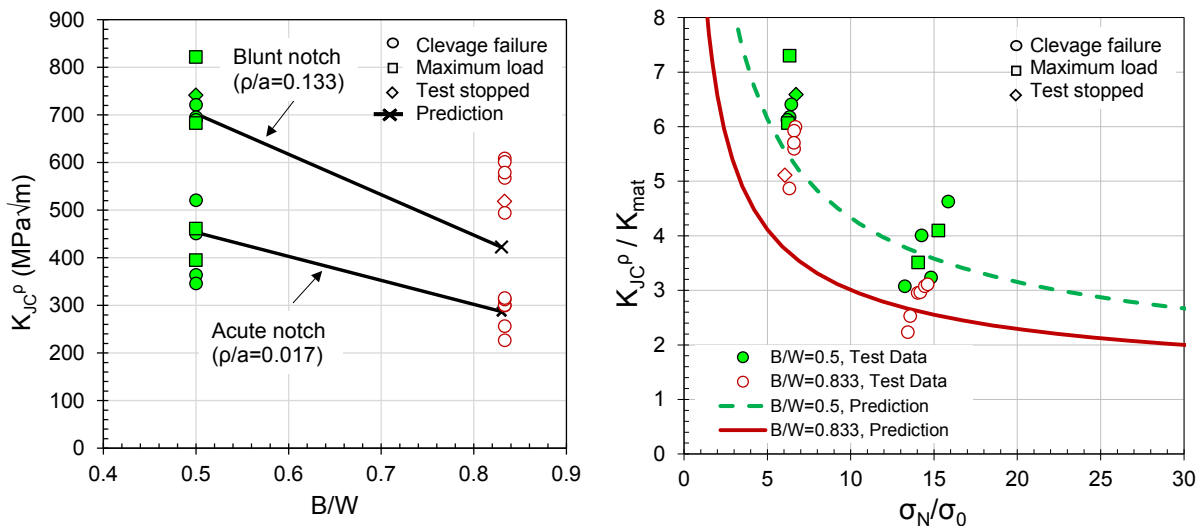 900
800
700
600
500
400
300
200
100
0
K_JC^ρ (MPa√m)
0.4
0.5
0.6
0.7
0.8
0.9
B/W
Blunt notch
(ρ/a=0.133)
Acute notch
(ρ/a=0.017)
Clevage failure
Maximum load
Test stopped
Prediction
8
7
6
5
4
3
2
1
0
K_JC^ρ / K_mat
0
5
10
15
20
25
30
σ_N/σ_0
Clevage failure
Maximum load
Test stopped
B/W=0.5, Test Data
B/W=0.833, Test Data
B/W=0.5, Prediction
B/W=0.833, Prediction